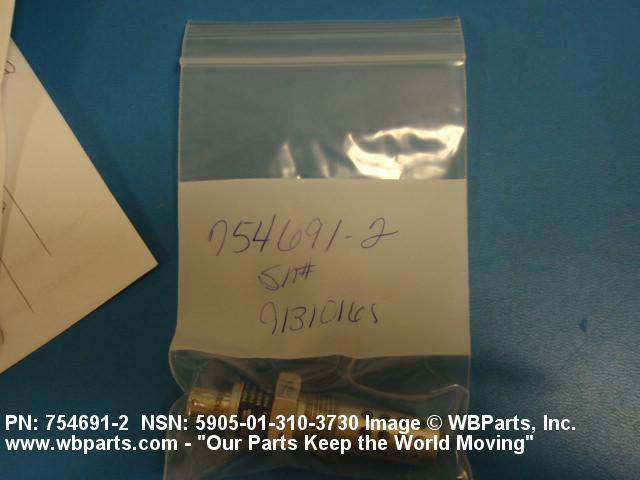 754691-2
Sn#
91310165
PN: 754691-2 NSN: 5905-01-310-3730 Image © WBParts, Inc.
www.wbparts.com - "Our Parts Keep the World Moving"